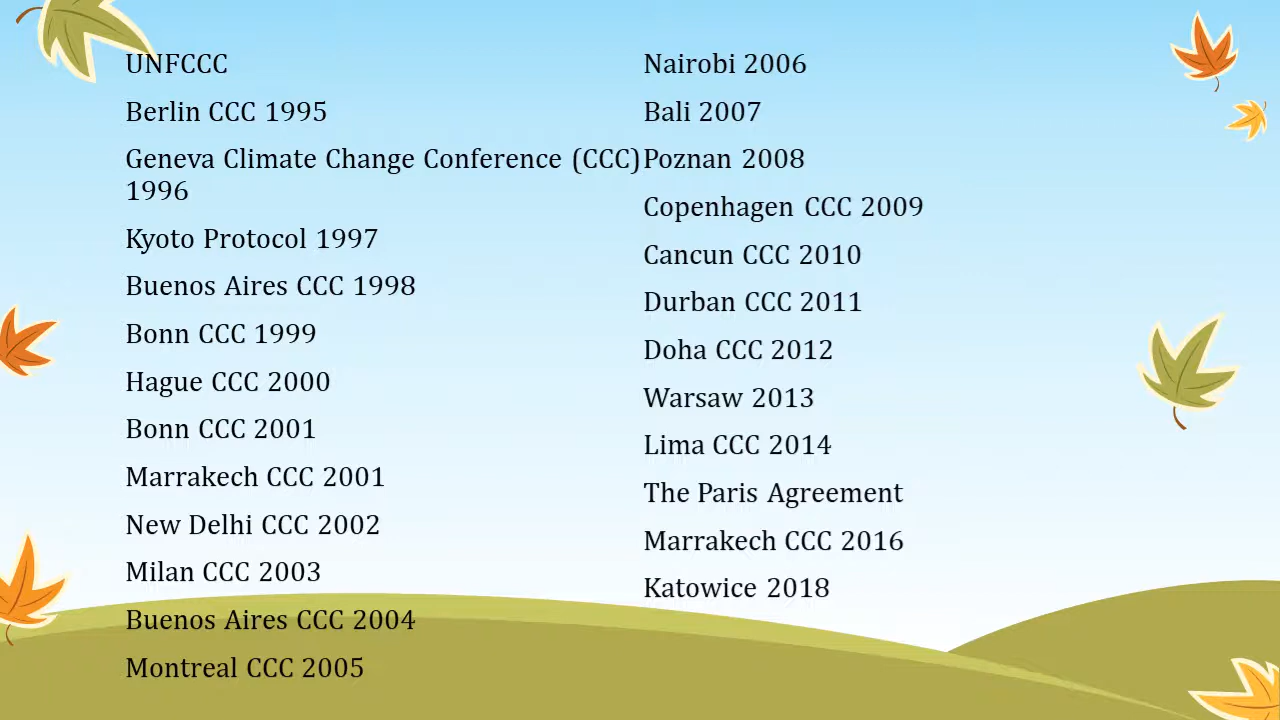 UNFCCC
Berlin CCC 1995
Geneva Climate Change Conference (CCC)
1996
Kyoto Protocol 1997
Buenos Aires CCC 1998
Bonn CCC 1999
Hague CCC 2000
Bonn CCC 2001
Marrakech CCC 2001
New Delhi CCC 2002
Milan CCC 2003
Buenos Aires CCC 2004
Montreal CCC 2005
Nairobi 2006
Bali 2007
Poznan 2008
Copenhagen CCC 2009
Cancun CCC 2010
Durban CCC 2011
Doha CCC 2012
Warsaw 2013
Lima CCC 2014
The Paris Agreement
Marrakech CCC 2016
Katowice 2018